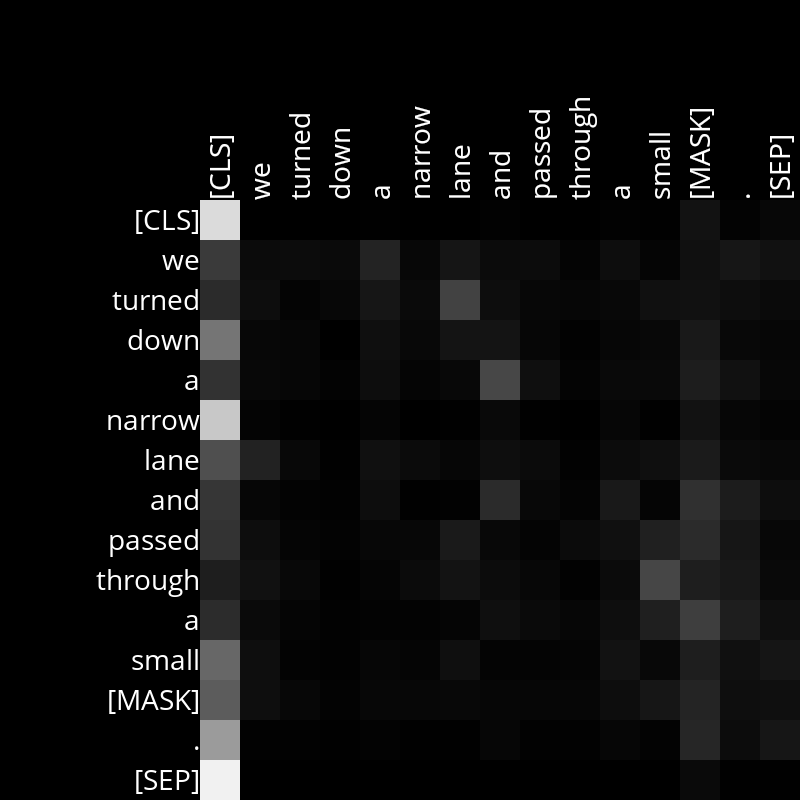 [CLS] we turned down a narrow lane and passed through a small [MASK] . [SEP]
[CLS]
we
turned
down
a
narrow
lane
and
passed
through
a
small
[MASK]
.
[SEP]